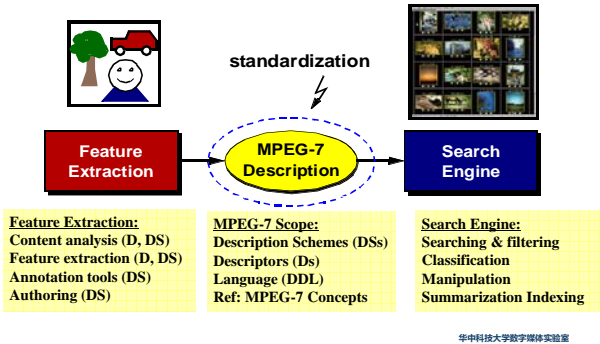 standardization
Feature
Extraction
MPEG-7
Description
Search
Engine
Feature Extraction:
Content analysis (D, DS)
Feature extraction (D, DS)
Annotation tools (DS)
Authoring (DS)
MPEG-7 Scope:
Description Schemes (DSs)
Descriptors (Ds)
Language (DDL)
Ref: MPEG-7 Concepts
Search Engine:
Searching & filtering
Classification
Manipulation
Summarization Indexing
华中科技大学数字媒体实验室